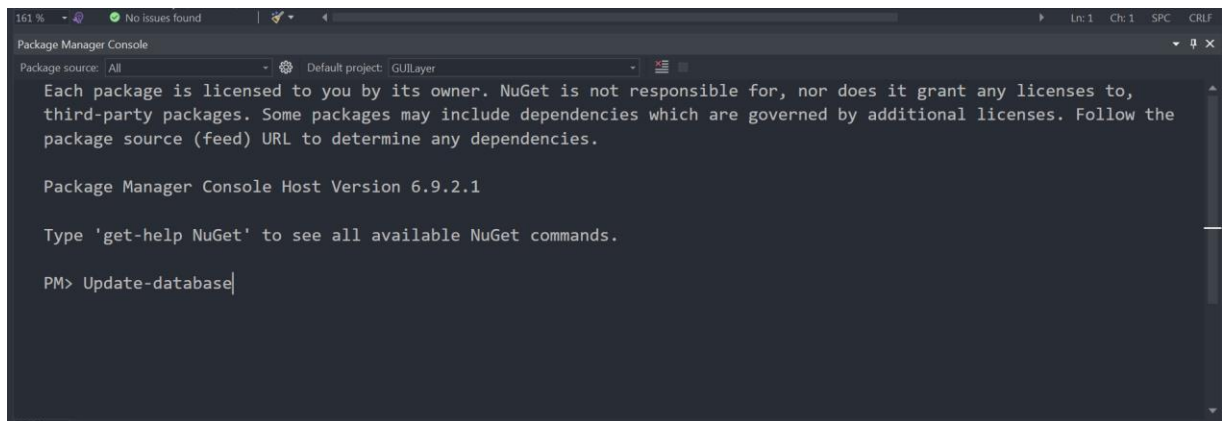 161 % No issues found Ln: 1 Ch: 1 SPC CRLF
Package Manager Console
Package source: All Default project: GUILayer
Each package is licensed to you by its owner. NuGet is not responsible for, nor does it grant any licenses to,
third-party packages. Some packages may include dependencies which are governed by additional licenses. Follow the
package source (feed) URL to determine any dependencies.
Package Manager Console Host Version 6.9.2.1
Type 'get-help NuGet' to see all available NuGet commands.
PM> Update-database